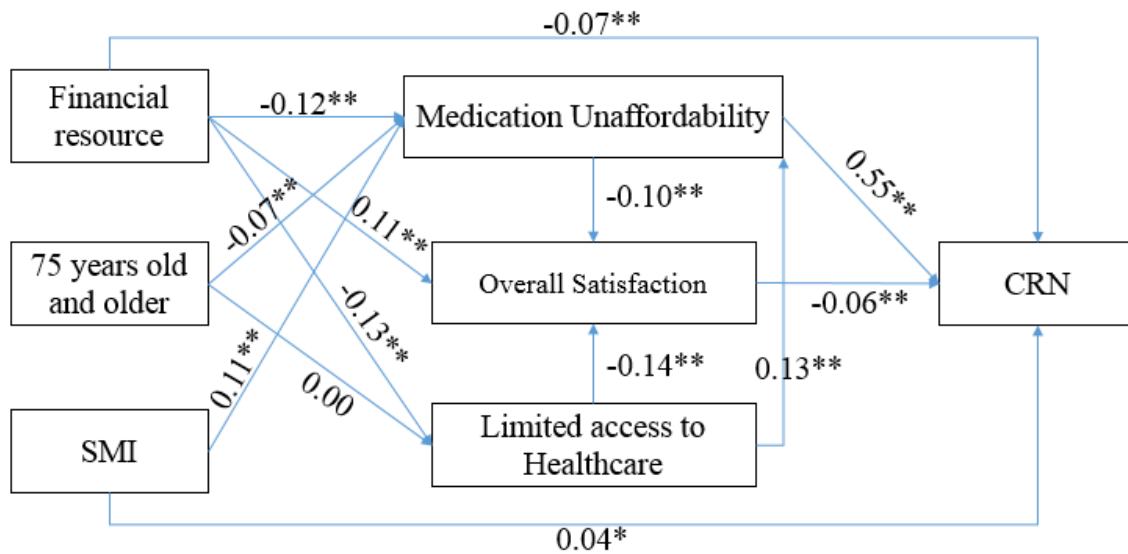 -0.07**
Financial
resource
-0.12**
Medication Unaffordability
-0.07**
0.11**
-0.10**
0.55**
75 years old
and older
Overall Satisfaction
-0.06**
CRN
-0.13**
0.11**
0.00
-0.14**
0.13**
SMI
Limited access to
Healthcare
0.04*